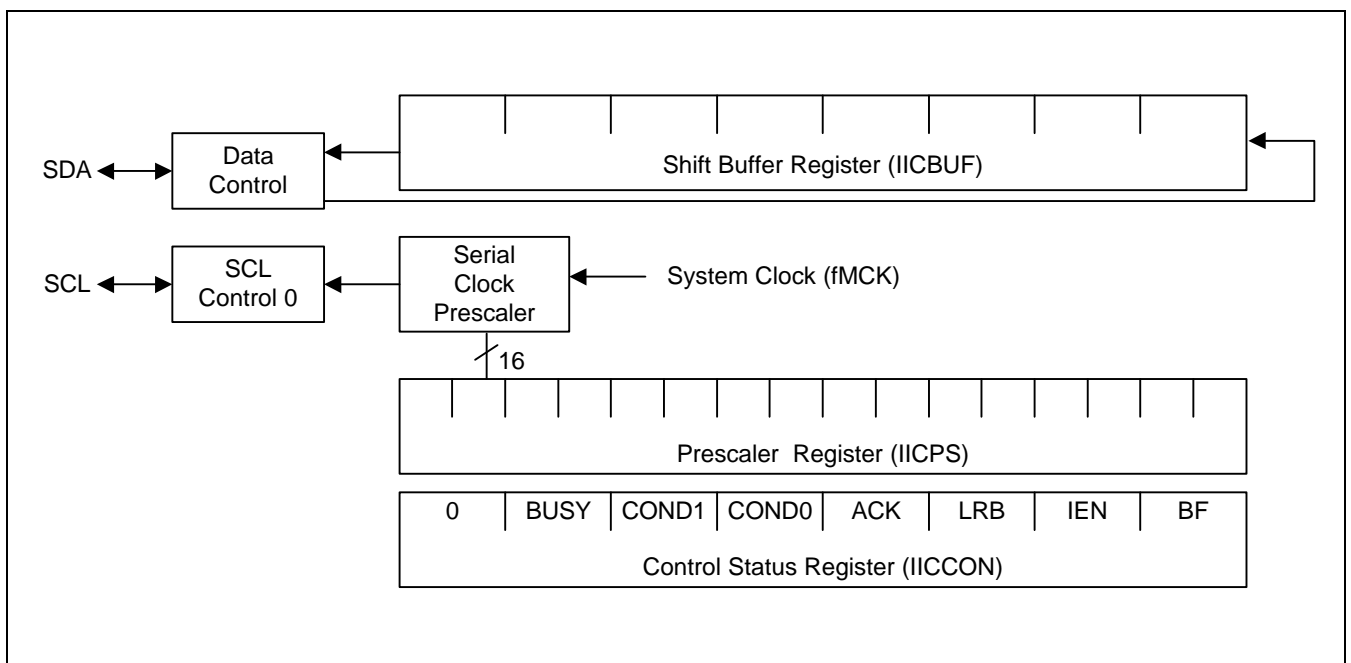 SDA
Data
Control
Shift Buffer Register (IICBUF)
SCL
SCL
Control 0
Serial
Clock
Prescaler
System Clock (fMCK)
16
Prescaler Register (IICPS)
0 BUSY COND1 COND0 ACK LRB IEN BF
Control Status Register (IICCON)